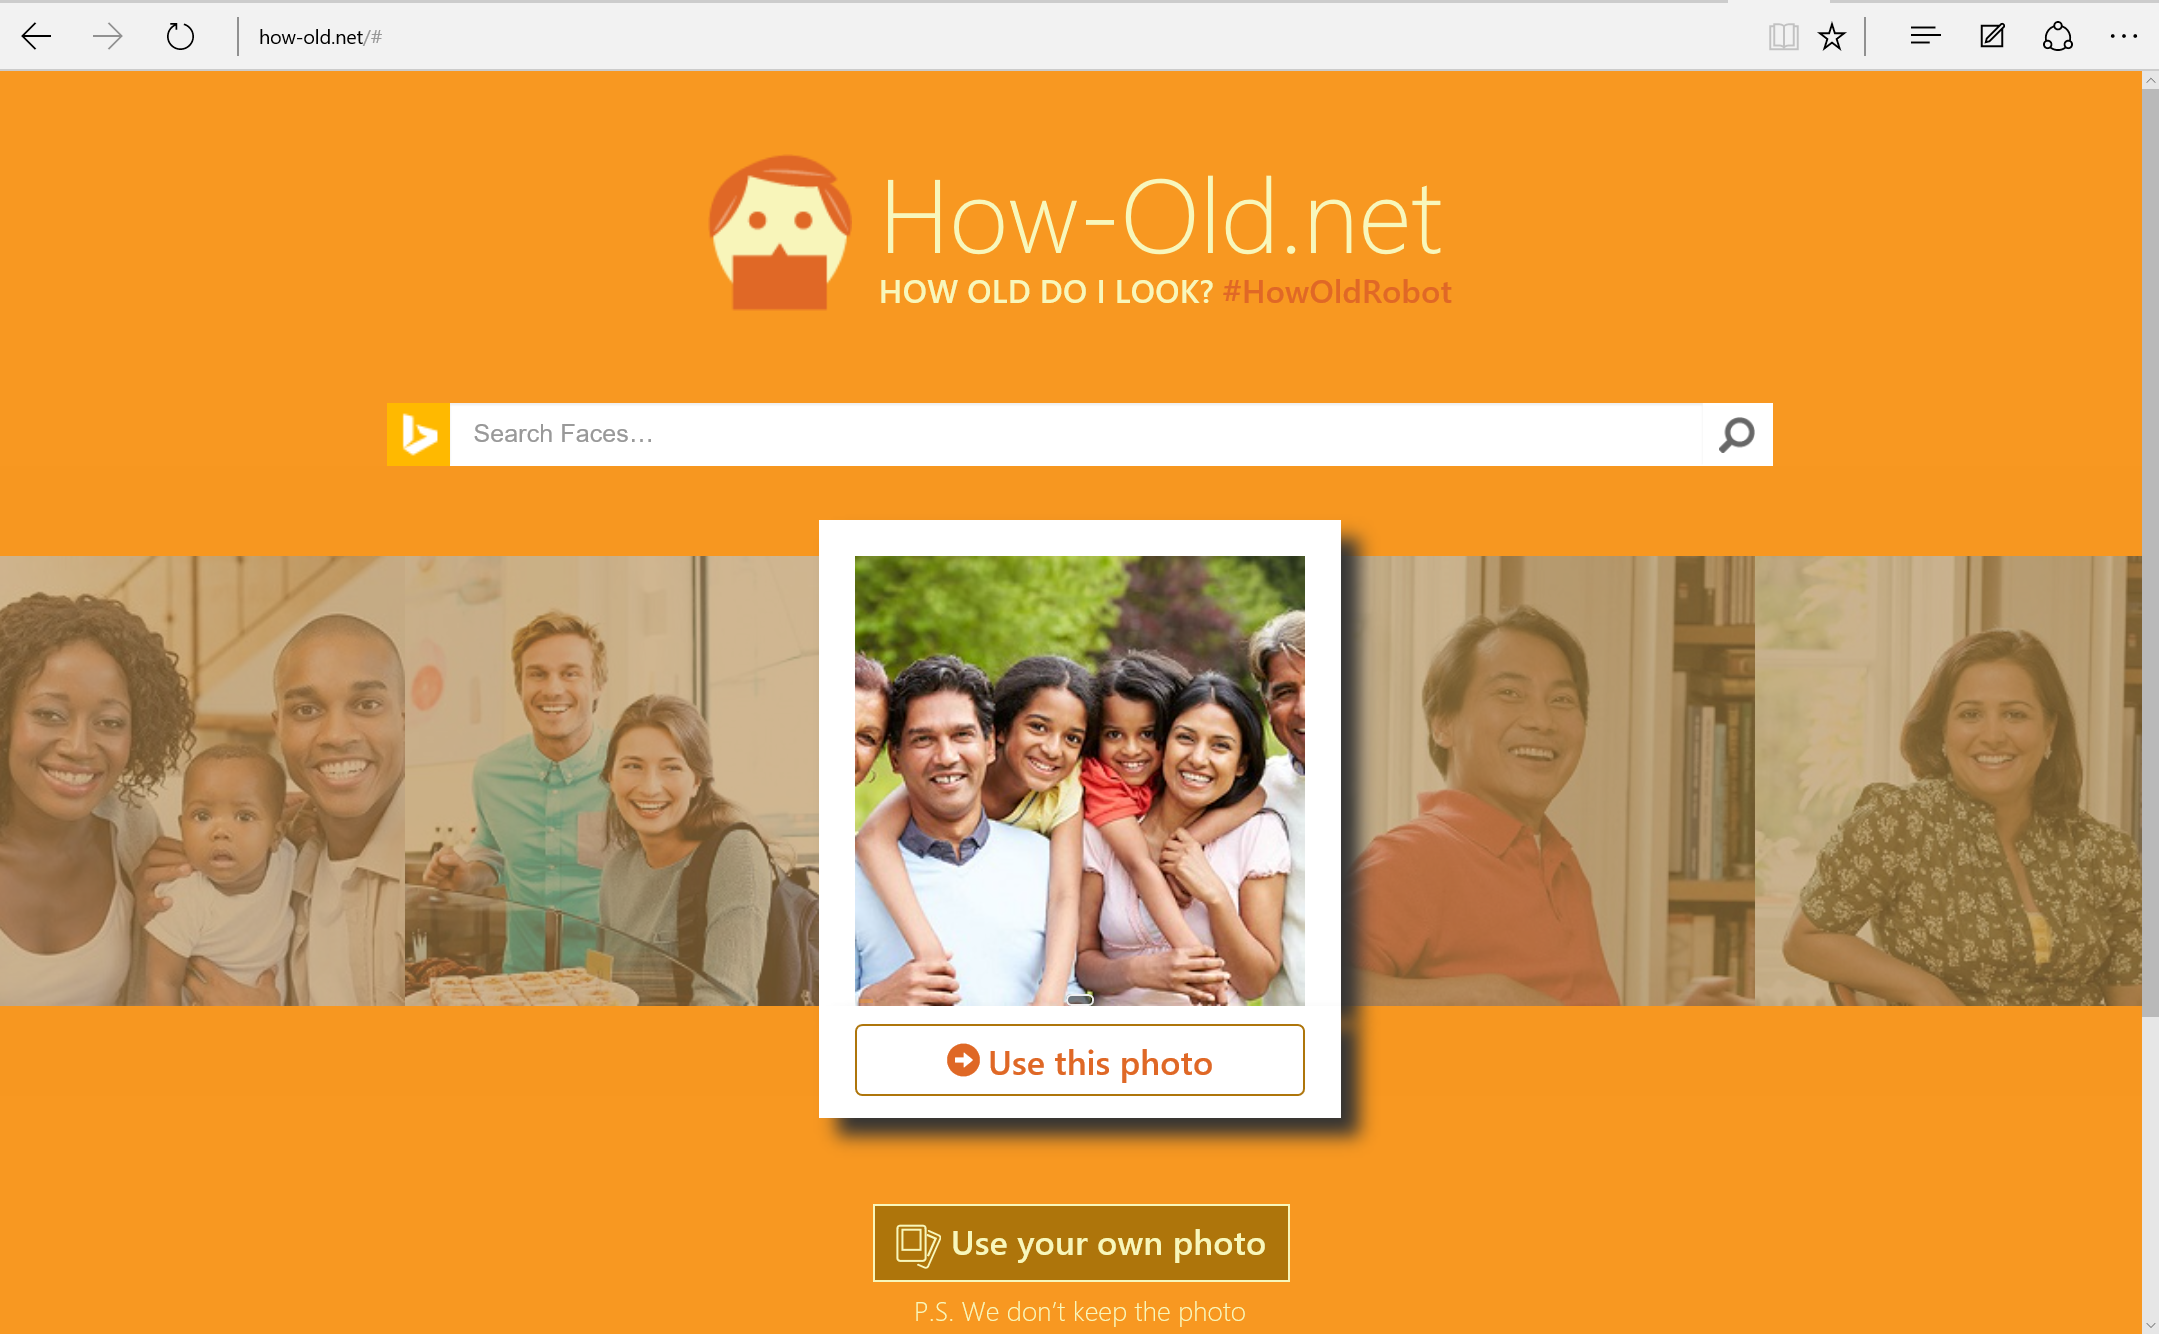 how-old.net/#
How-Old.net
HOW OLD DO I LOOK? #HowOldRobot
Search Faces...
Use this photo
Use your own photo
P.S. We don't keep the photo